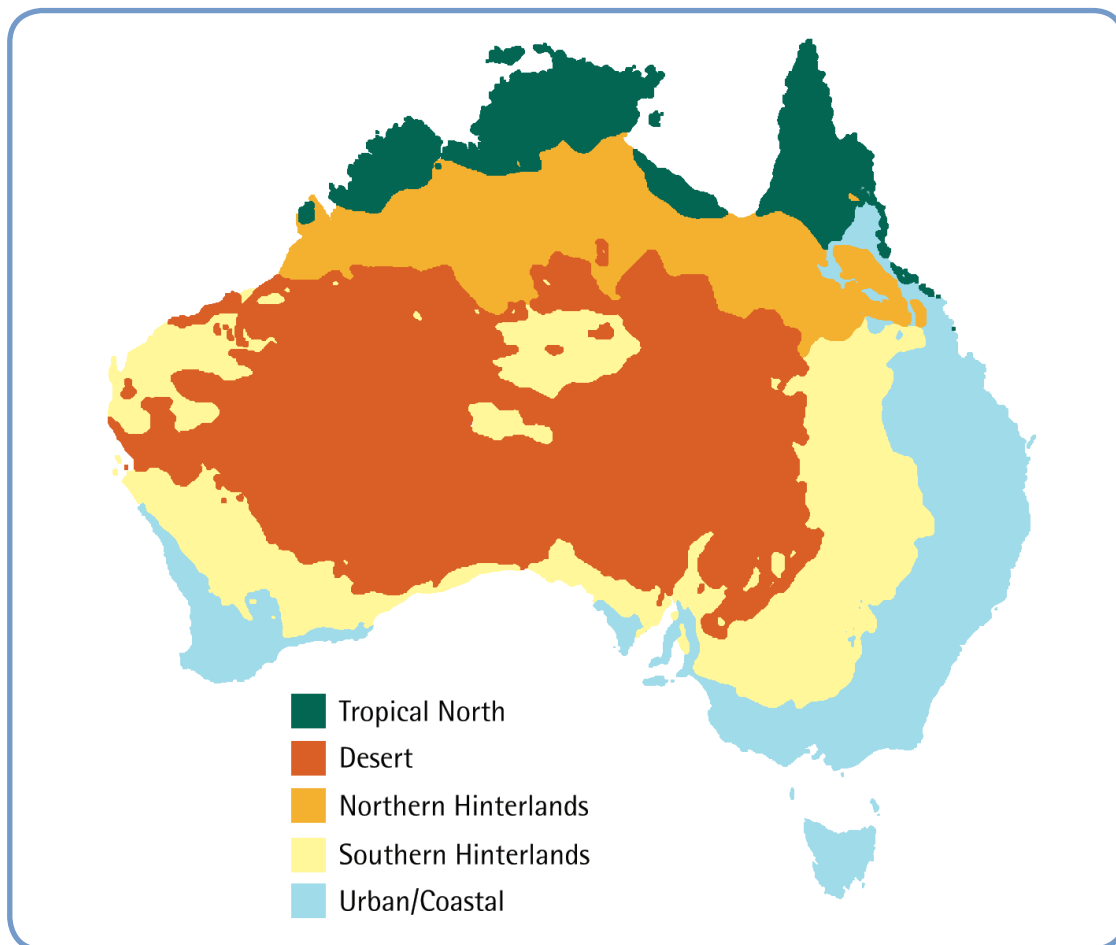 Tropical North
Desert
Northern Hinterlands
Southern Hinterlands
Urban/Coastal